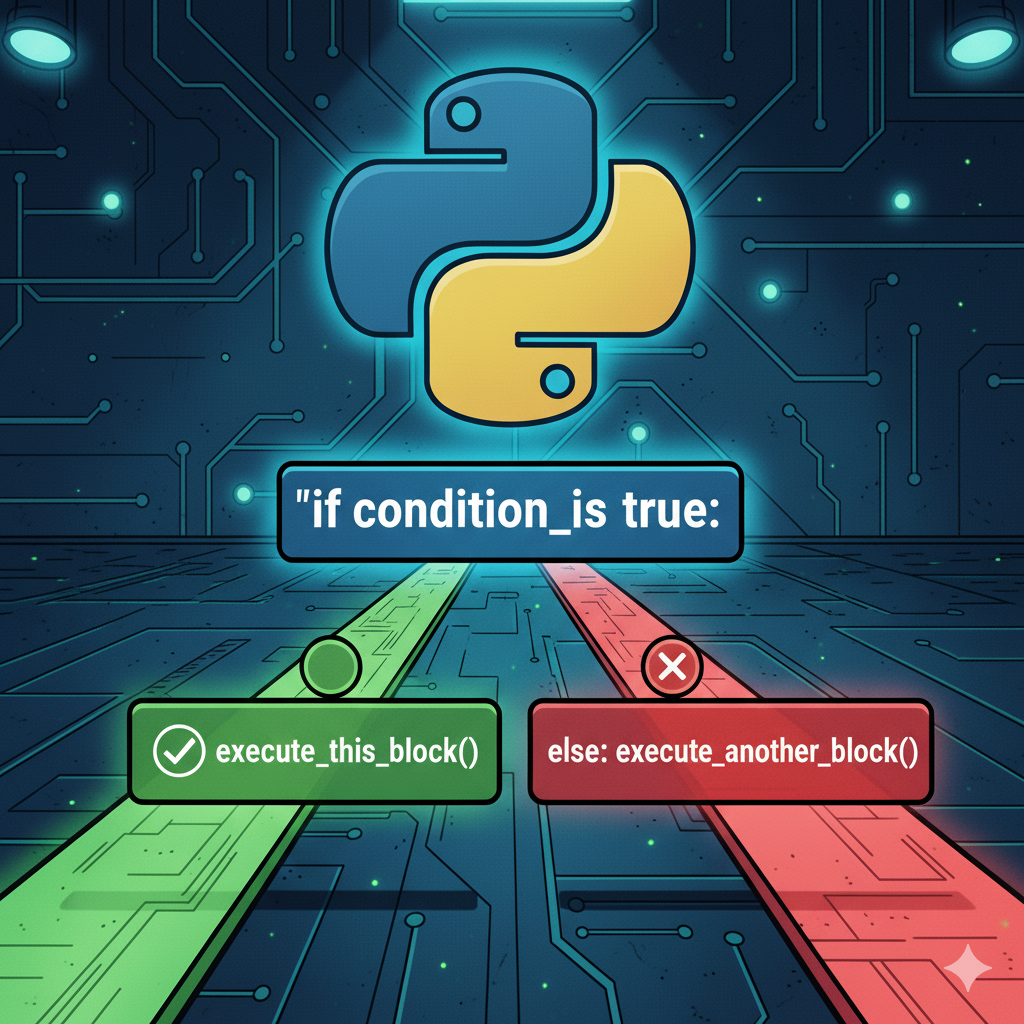 "if condition_is true:
execute_this_block()
else: execute_another_block()